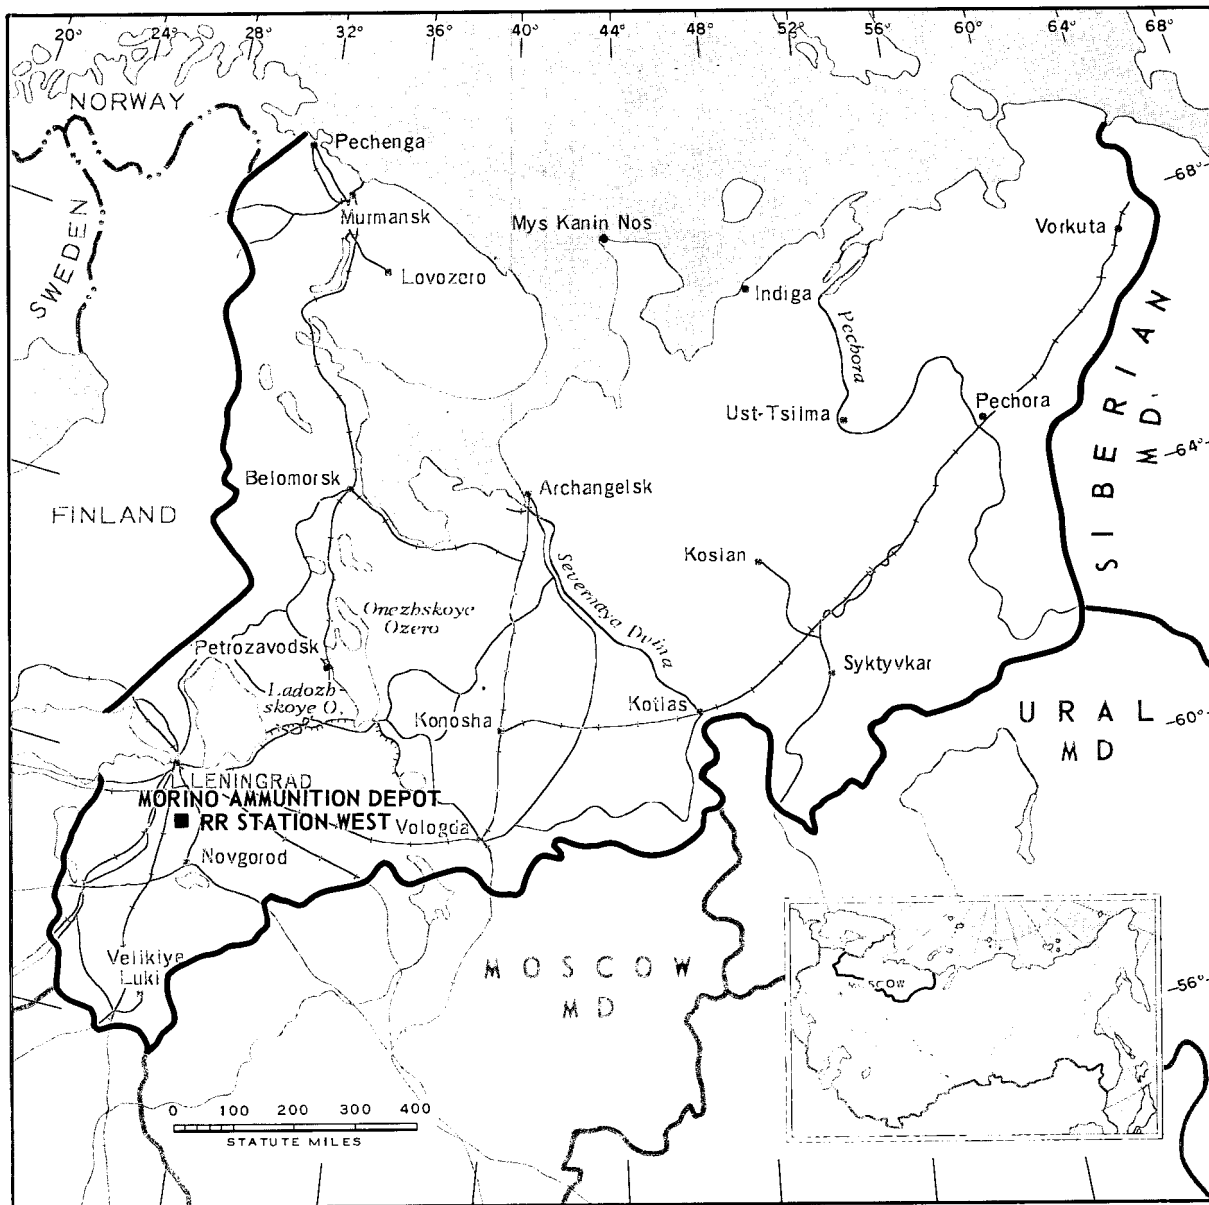 20°
28°
32°
36°
40°
44°
48°
52°
56°
60°
64°
68°
NORWAY
Pechenga
68°
Murmansk
Mys Kanin Nos
Vorkuta
SWEDEN
Lovozero
Indiga
Pechora
SIBERIAN
MD.
Ust-Tsilma
Pechora
64°
Belomorsk
Archangelsk
FINLAND
Koslan
Severnaya Dvina
Onezhskoye
Ozero
Petrozavodsk
Syktyvkar
Ladozh-
skoye O.
Konosha
Kotlas
URAL
MD
60°
LENINGRAD
MORINO AMMUNITION DEPOT
RR STATION WEST
Vologda
Novgorod
Velikiye
Luki
MOSCOW
MD
MOSCOW
56°
0 100 200 300 400
STATUTE MILES